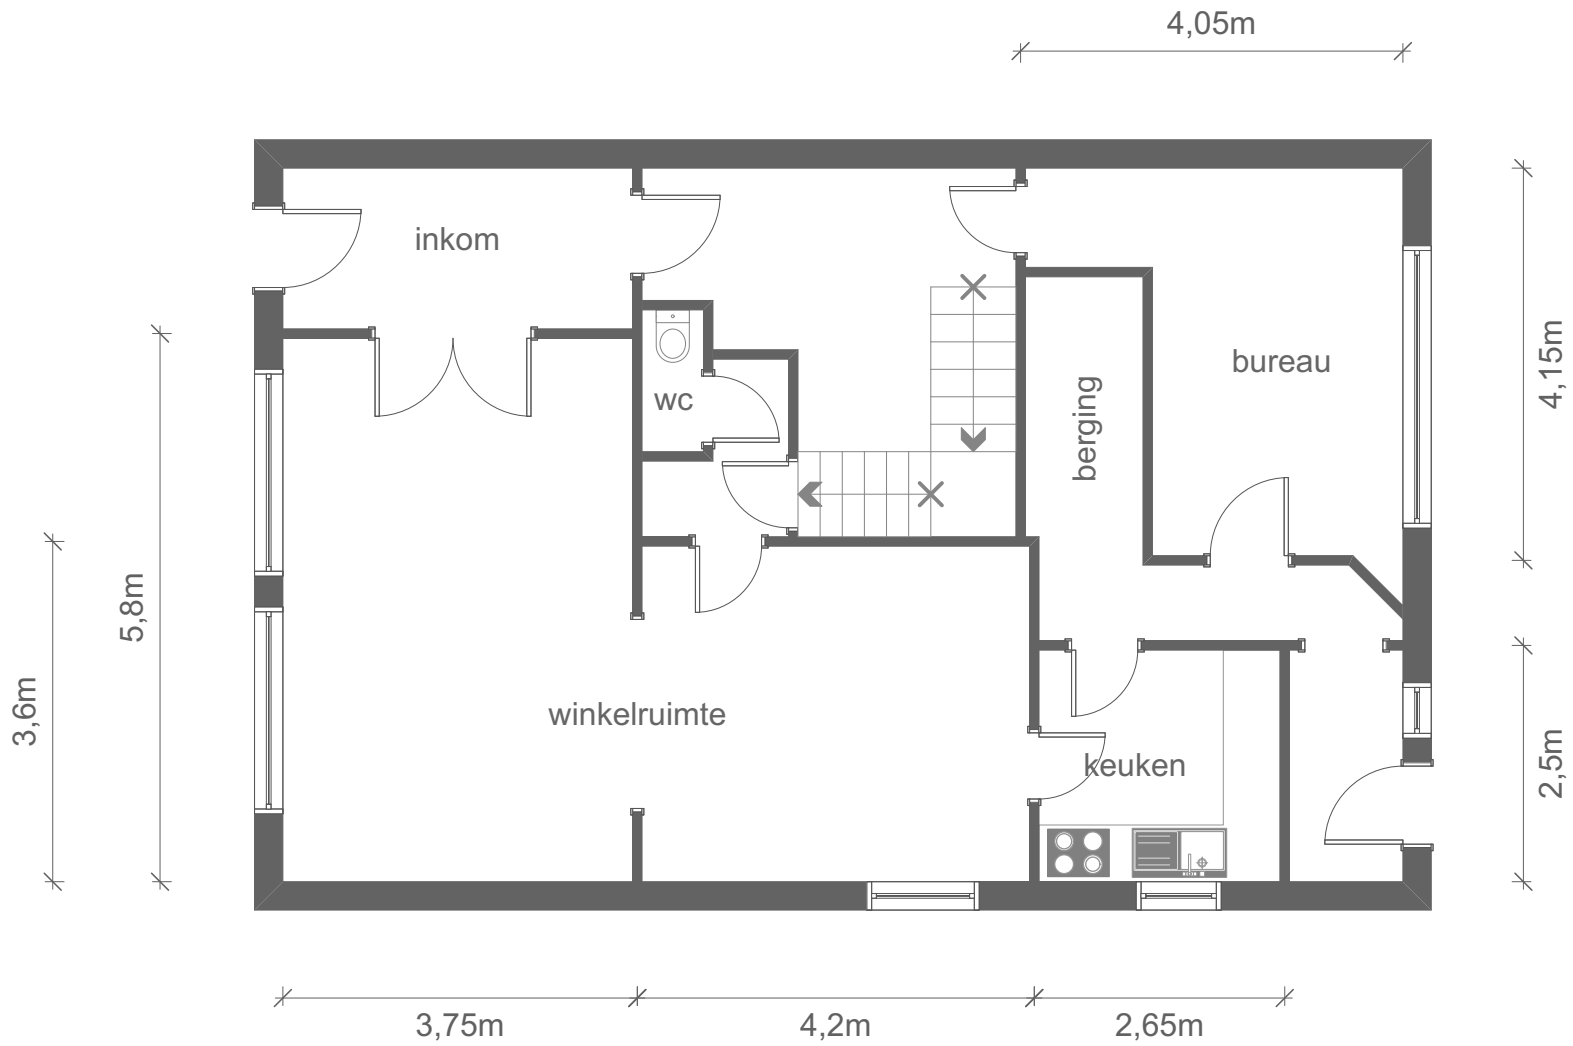 4,05m
inkom
bureau
4,15m
berging
wc
5,8m
3,6m
winkelruimte
keuken
2,5m
3,75m
4,2m
2,65m